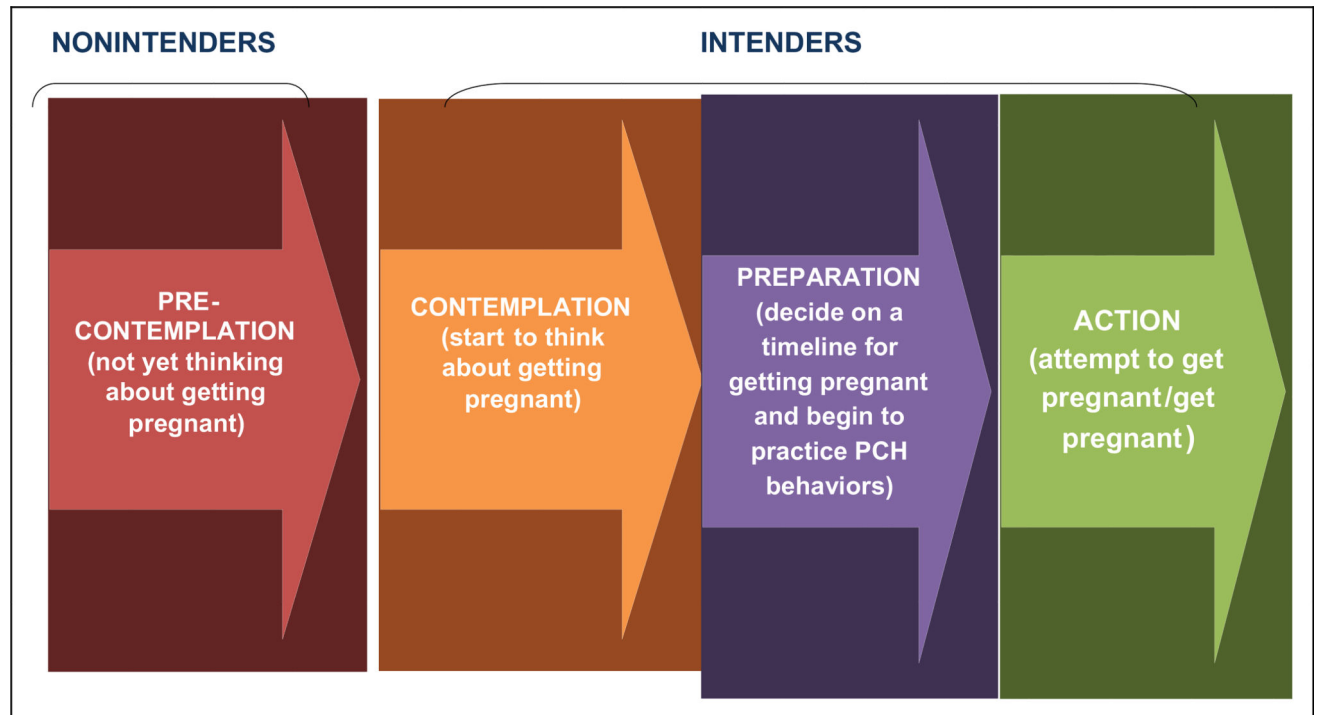 NONINTENDERS
INTENDERS
PRE-
CONTEMPLATION
(not yet thinking
about getting
pregnant)
CONTEMPLATION
(start to think
about getting
pregnant)
PREPARATION
(decide on a
timeline for
getting pregnant
and begin to
practice PCH
behaviors)
ACTION
(attempt to get
pregnant/get
pregnant)